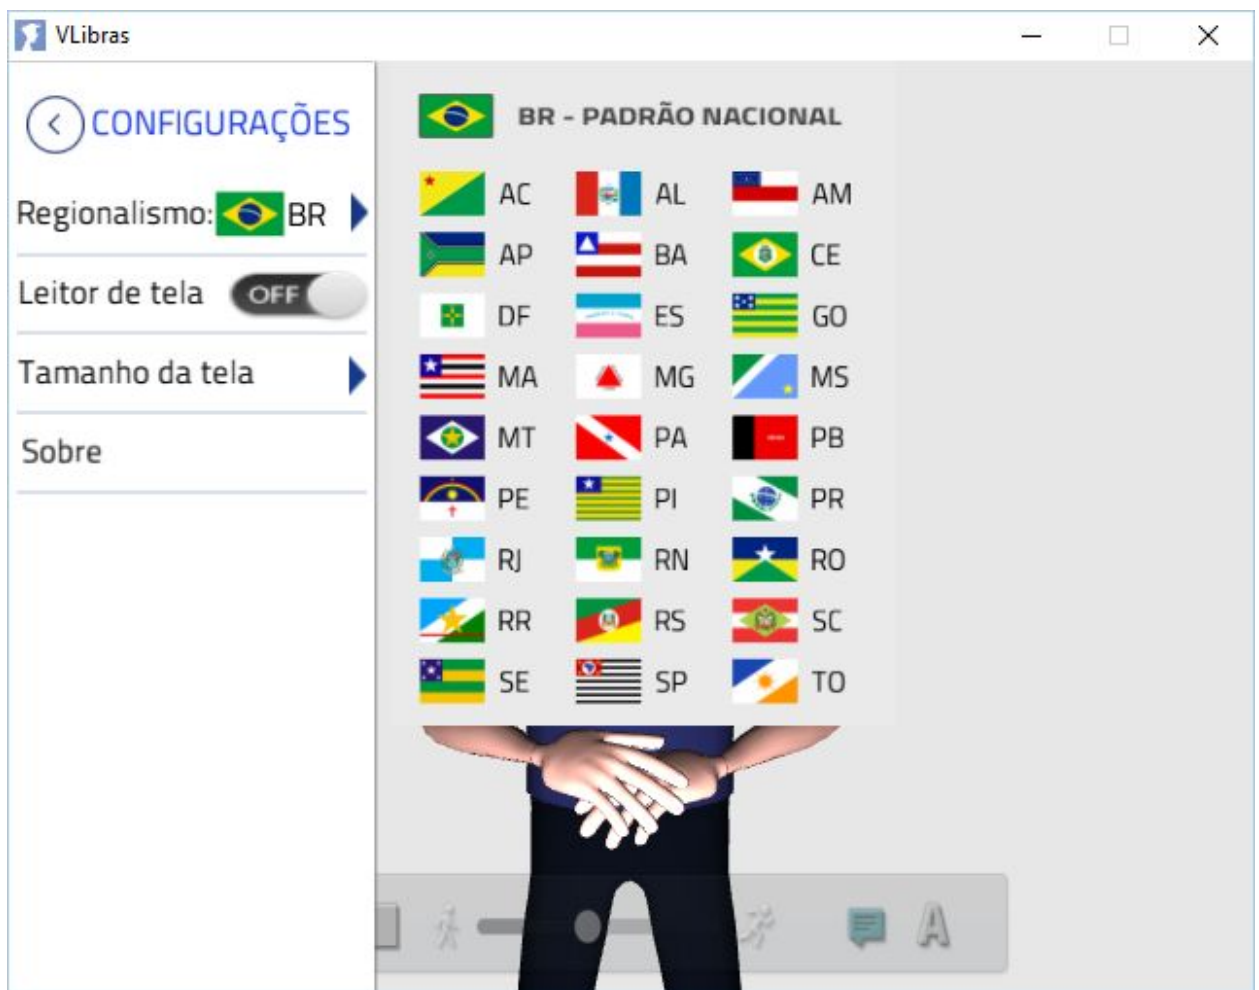 VLibras
CONFIGURAÇÕES
Regionalismo: BR
Leitor de tela OFF
Tamanho da tela
Sobre
BR - PADRÃO NACIONAL
AC AL AM
AP BA CE
DF ES GO
MA MG MS
MT PA PB
PE PI PR
RJ RN RO
RR RS SC
SE SP TO
A